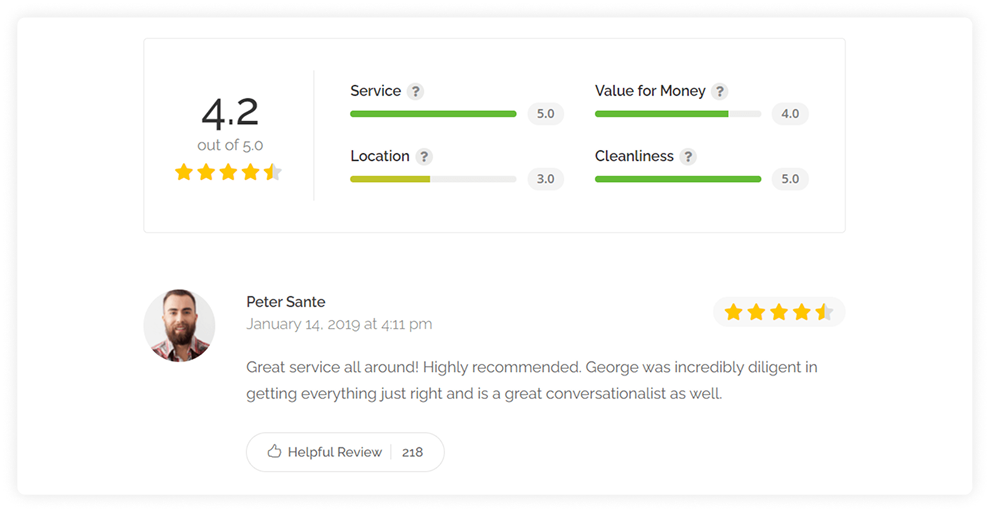 4.2
out of 5.0
Service ?
5.0
Value for Money ?
4.0
Location ?
3.0
Cleanliness ?
5.0
Peter Sante
January 14, 2019 at 4:11 pm
Great service all around! Highly recommended. George was incredibly diligent in
getting everything just right and is a great conversationalist as well.
Helpful Review 218